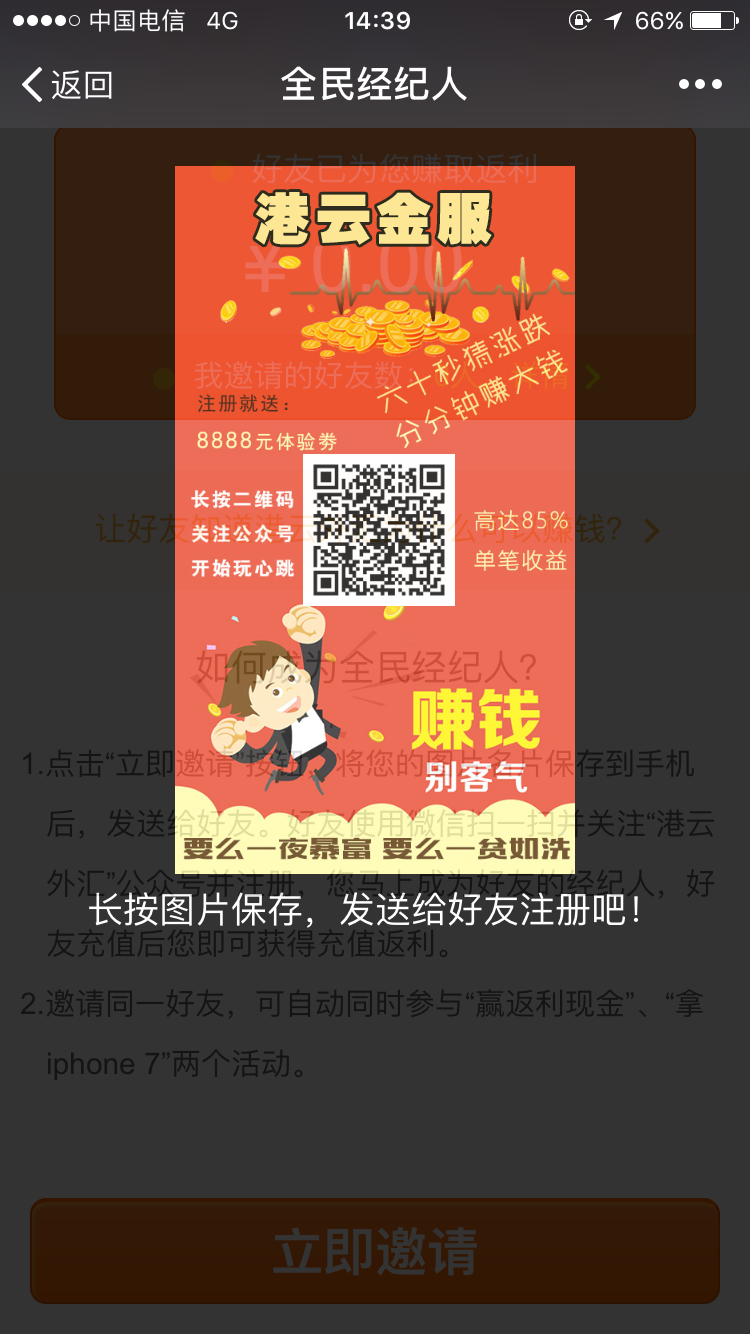 中国电信 4G 14:39 66%
返回 全民经纪人
好友已为您赚取返利
港云金服
¥0.00
六十秒猜涨跌
分分钟赚大钱
我邀请的好友数
注册就送：
8888元体验劵
长按二维码
关注公众号
开始玩心跳
高达85%
单笔收益
让好友知道港云 么可以赚钱？
如何成为全民经纪人？
赚钱
别客气
1.点击“立即邀请”按钮，将您的图片名片保存到手机
后，发送给好友。好友使用微信扫一扫并关注“港云
要么一夜暴富 要么一贫如洗
外汇”公众号并注册，您马上成为好友的经纪人，好
长按图片保存，发送给好友注册吧！
友充值后您即可获得充值返利。
2.邀请同一好友，可自动同时参与“赢返利现金”、“拿
iphone 7”两个活动。
立即邀请